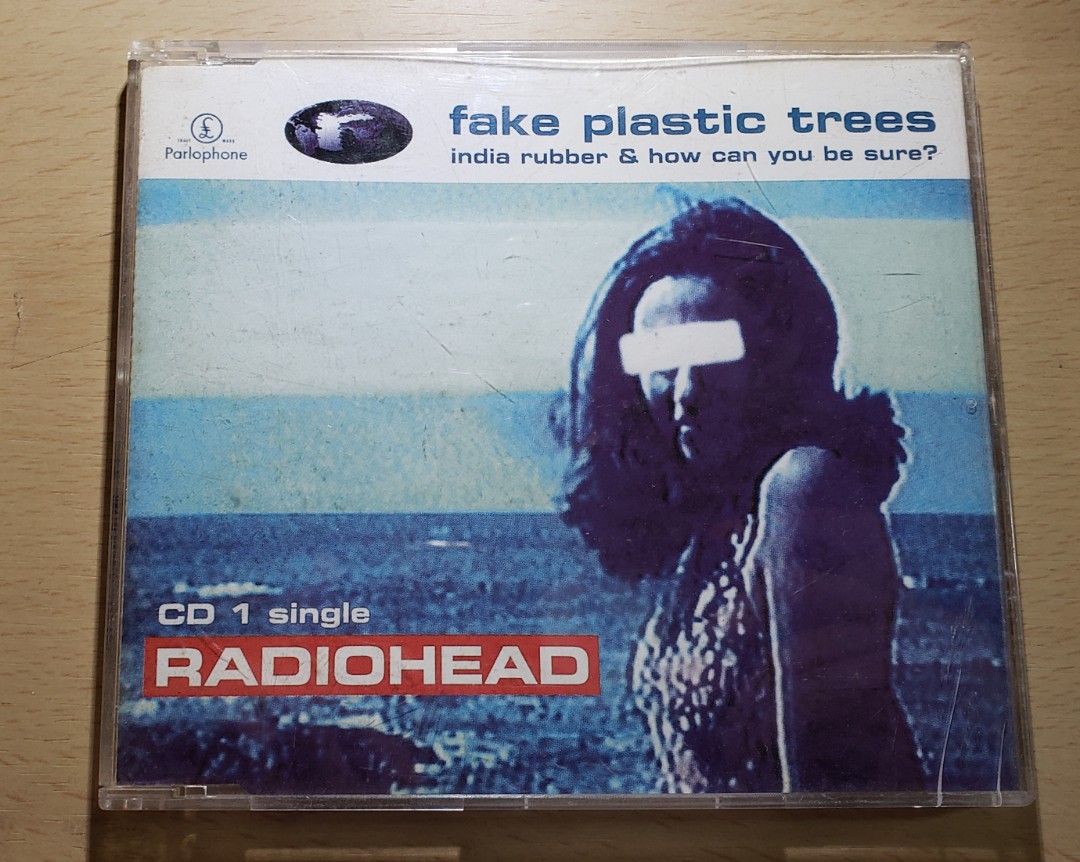 fake plastic trees
india rubber & how can you be sure?
£
TRADE MARK
Parlophone
CD 1 single
RADIOHEAD